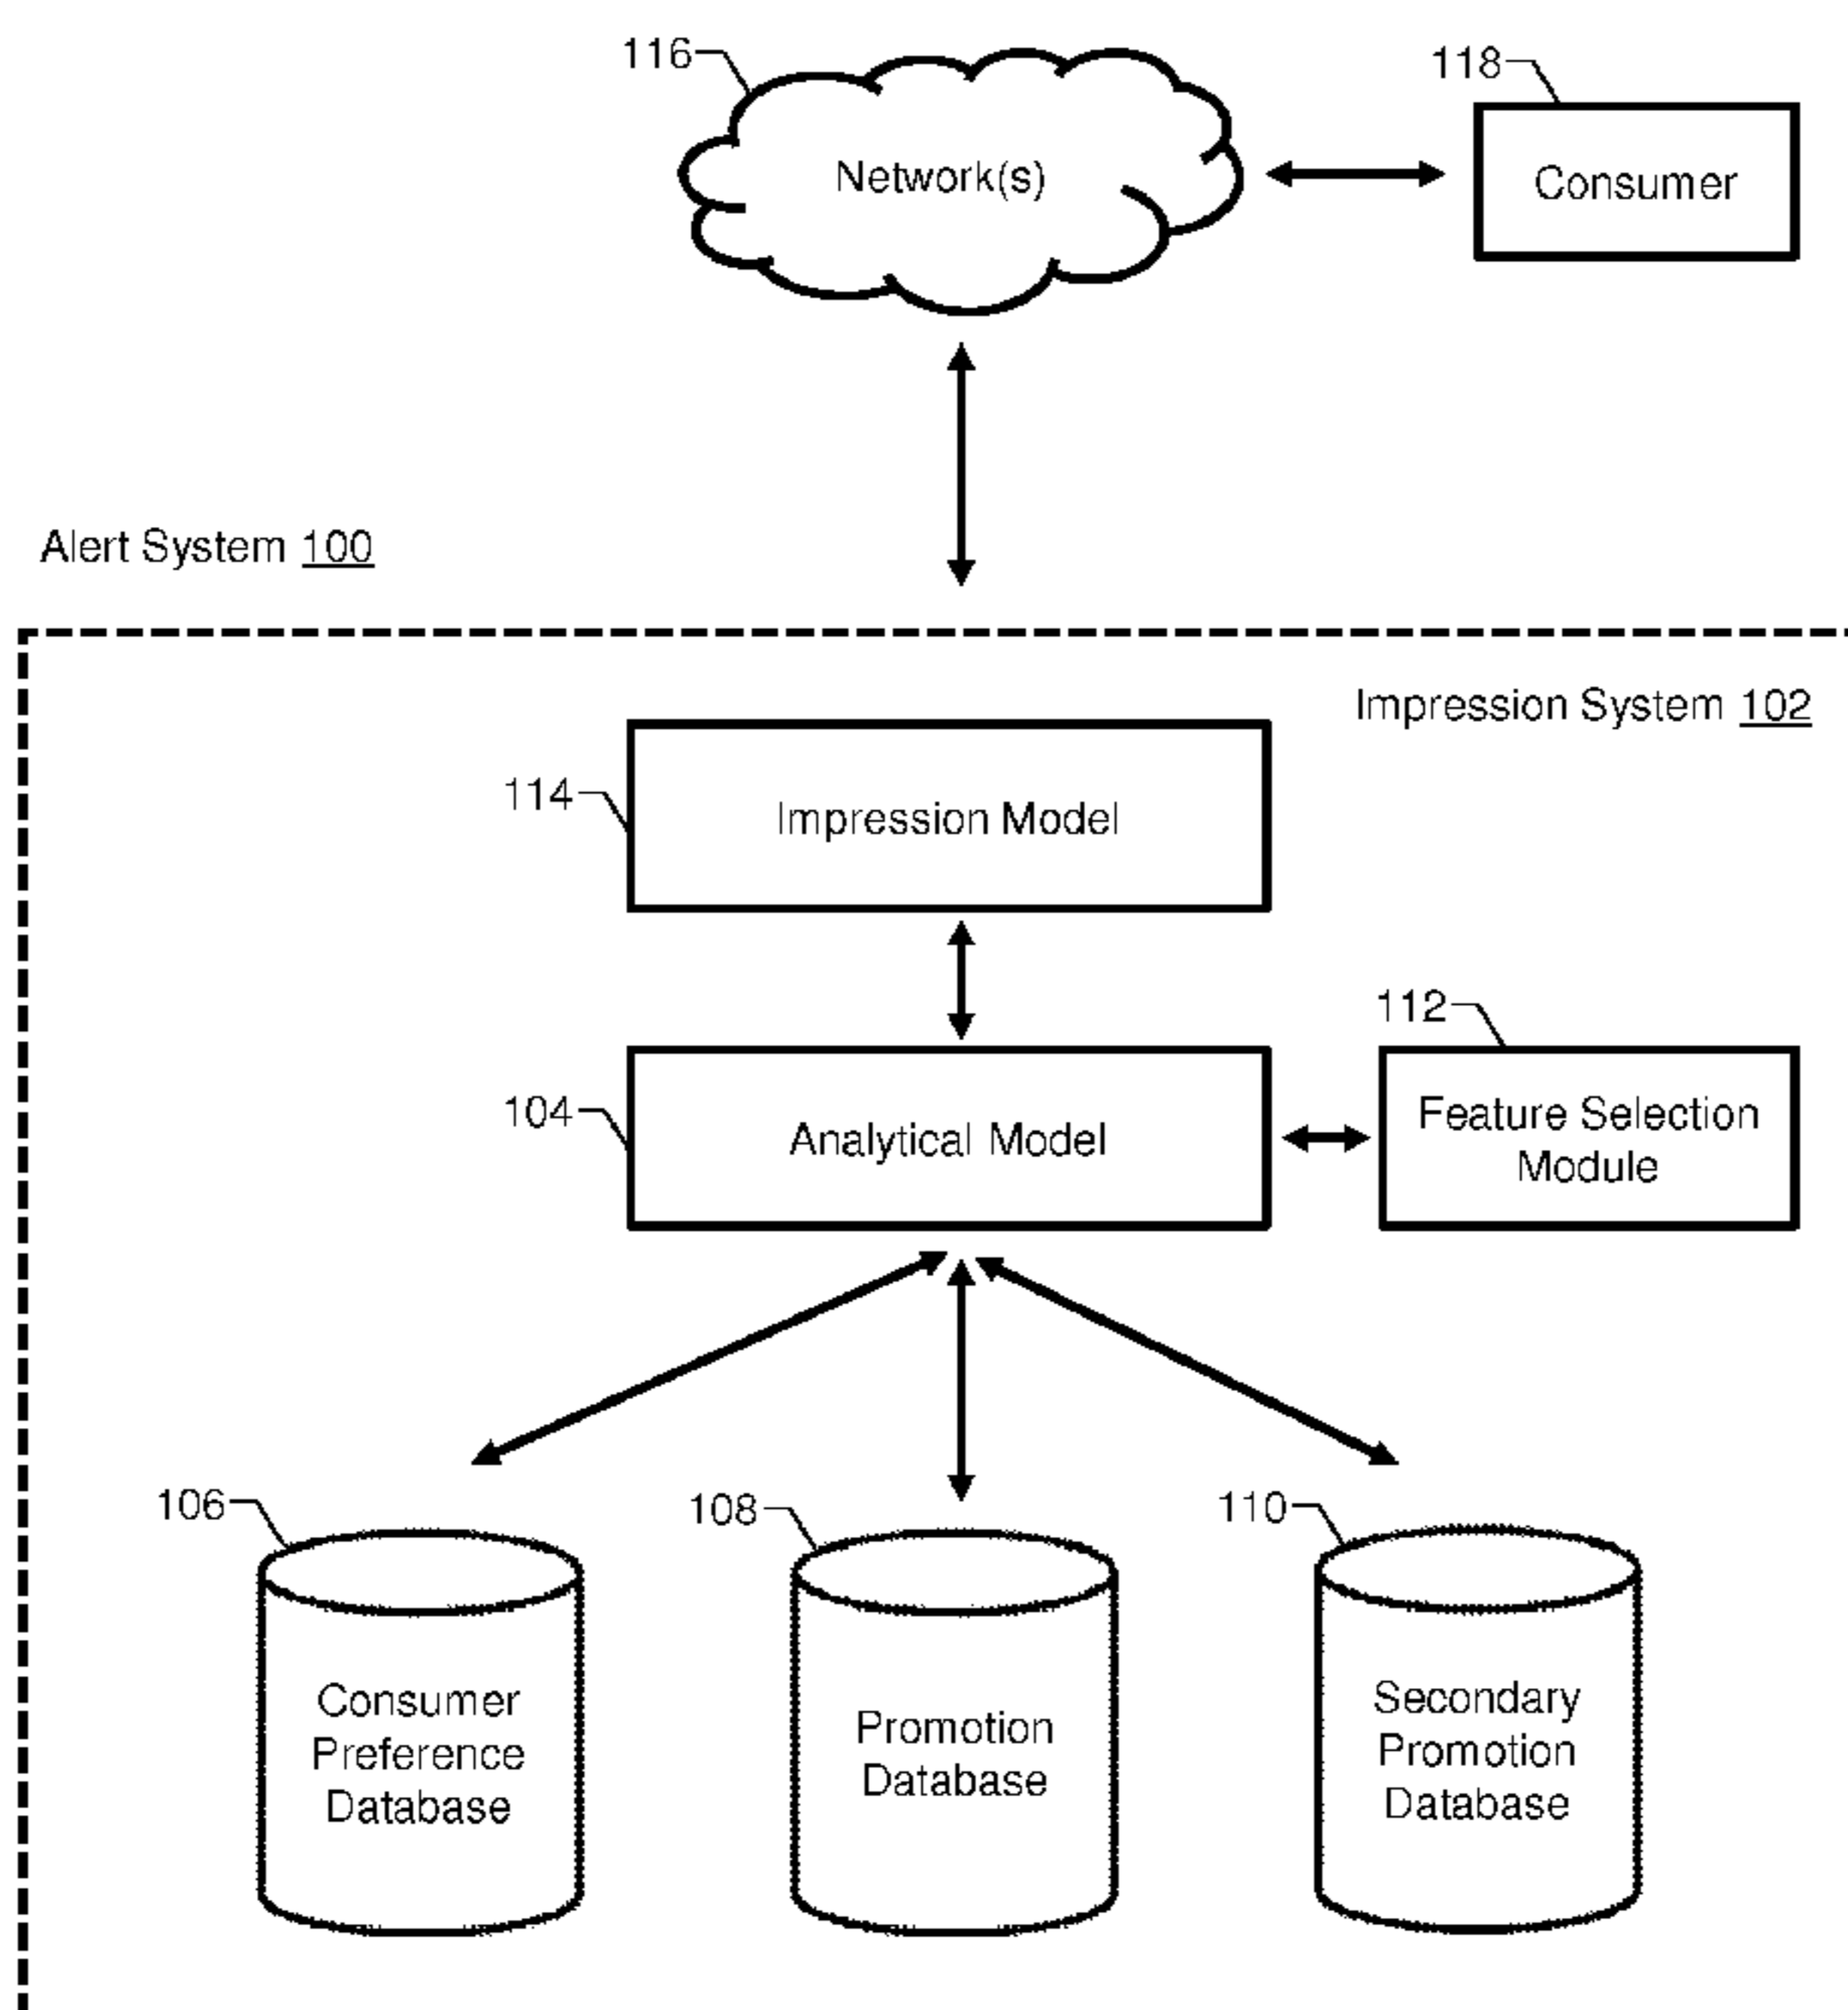 116
118
Network(s)
Consumer
Alert System 100
Impression System 102
114
Impression Model
112
104
Analytical Model
Feature Selection
Module
106
108
110
Consumer
Preference
Database
Promotion
Database
Secondary
Promotion
Database